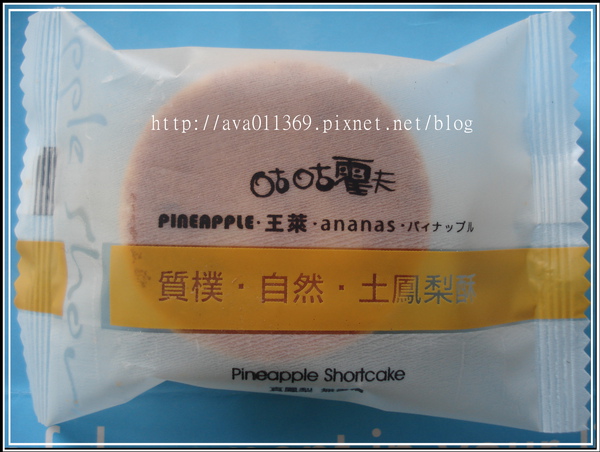 http://ava011369.pixnet.net/blog
咕咕霍夫
PINEAPPLE·王萊·ananas·パイナップル
質樸·自然·土鳳梨酥
Pineapple Shortcake